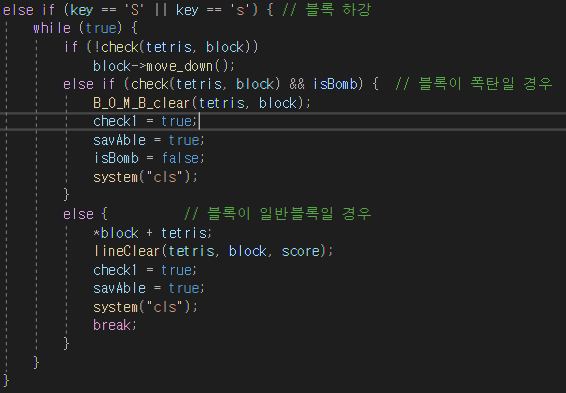 else if (key == 'S' || key == 's') { // 블록 하강
while (true) {
if (!check(tetris, block))
block->move_down();
else if (check(tetris, block) && isBomb) { // 블록이 폭탄일 경우
B_O_M_B_clear(tetris, block);
check1 = true;
savAble = true;
isBomb = false;
system("cls");
}
else { // 블록이 일반블록일 경우
*block + tetris;
lineClear(tetris, block, score);
check1 = true;
savAble = true;
system("cls");
break;
}
}
}